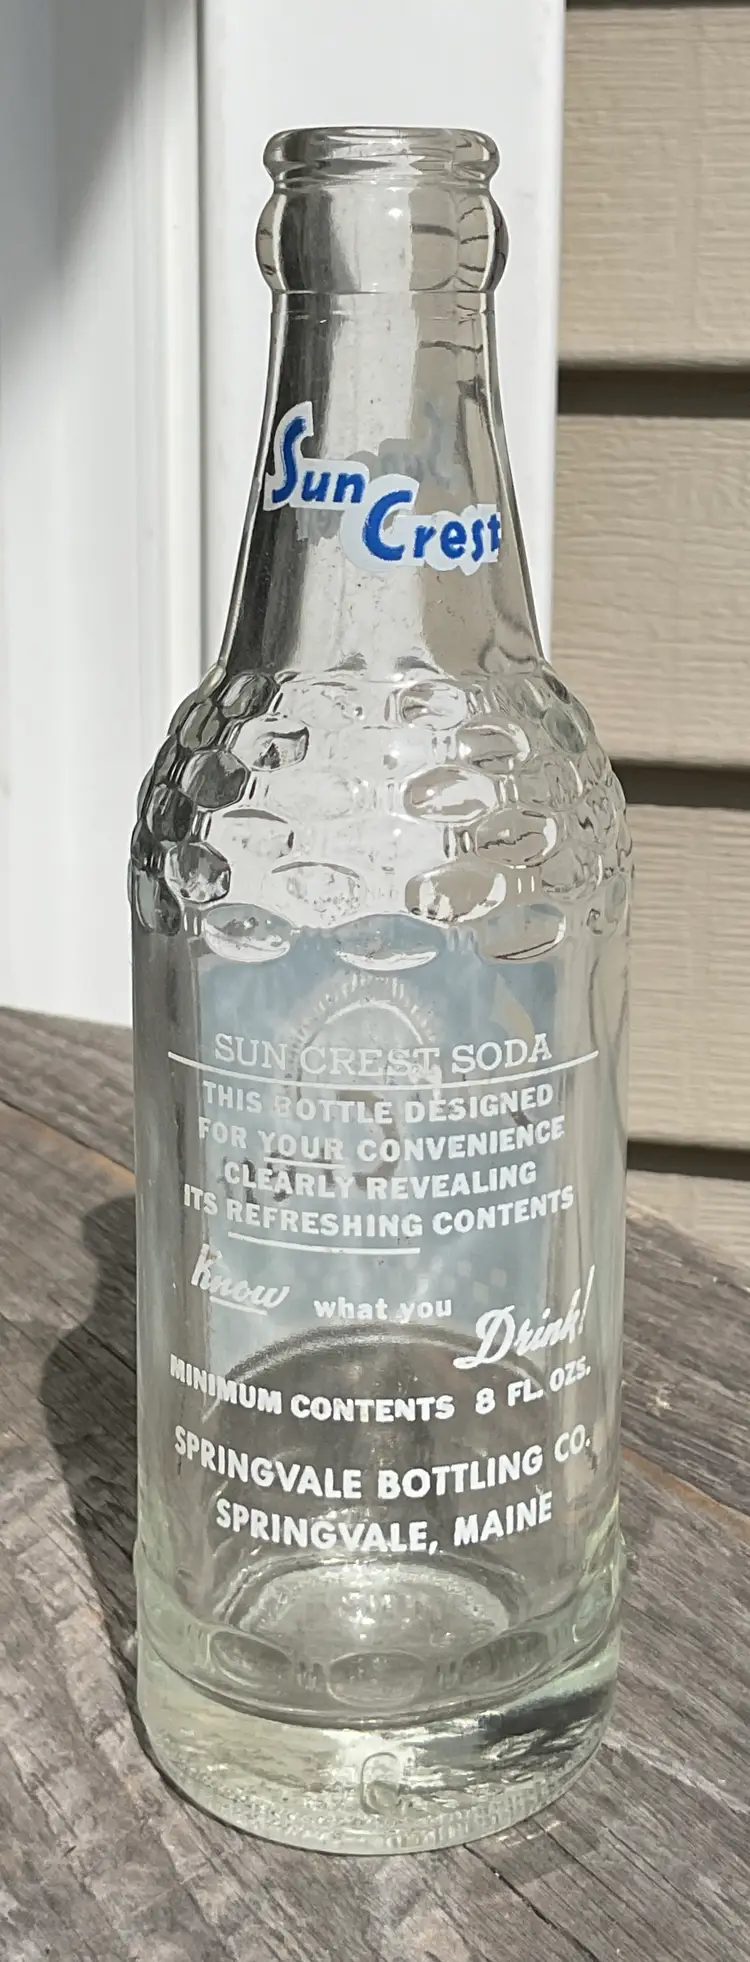 Sun
Crest
SUN CREST SODA
THIS BOTTLE DESIGNED
FOR YOUR CONVENIENCE
CLEARLY REVEALING
ITS REFRESHING CONTENTS
Know what you Drink!
MINIMUM CONTENTS 8 FL. OZS.
SPRINGVALE BOTTLING CO.
SPRINGVALE, MAINE